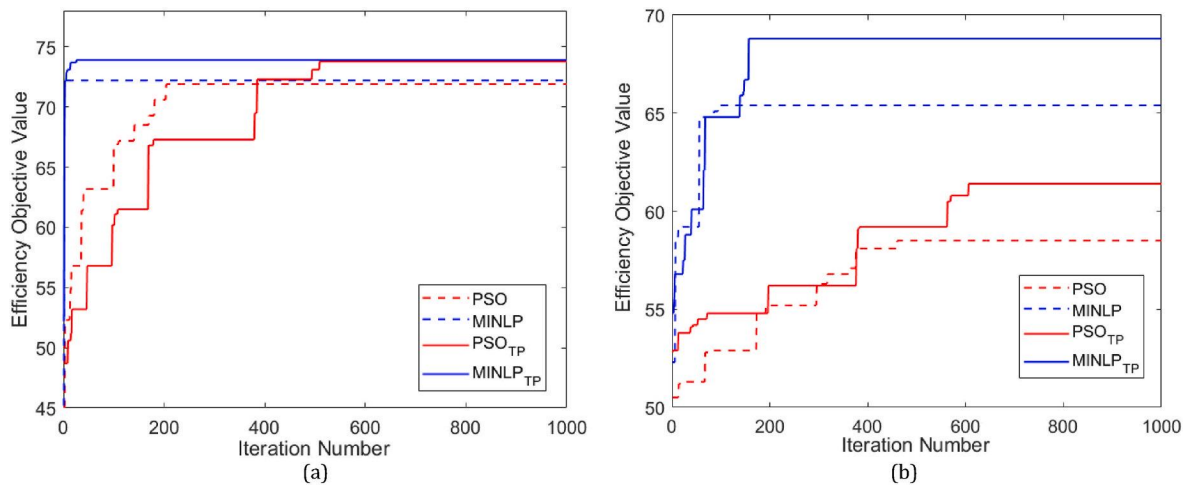 Efficiency Objective Value
75
70
65
60
55
50
45
0 200 400 600 800 1000
Iteration Number
PSO
MINLP
PSO_TP
MINLP_TP
(a)
Efficiency Objective Value
70
65
60
55
50
0 200 400 600 800 1000
Iteration Number
PSO
MINLP
PSO_TP
MINLP_TP
(b)